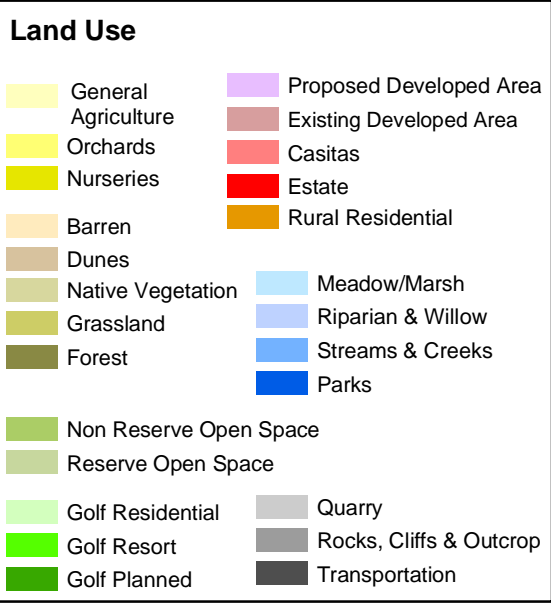 Land Use
General
Agriculture
Orchards
Nurseries
Barren
Dunes
Native Vegetation
Grassland
Forest
Non Reserve Open Space
Reserve Open Space
Golf Residential
Golf Resort
Golf Planned
Proposed Developed Area
Existing Developed Area
Casitas
Estate
Rural Residential
Meadow/Marsh
Riparian & Willow
Streams & Creeks
Parks
Quarry
Rocks, Cliffs & Outcrop
Transportation